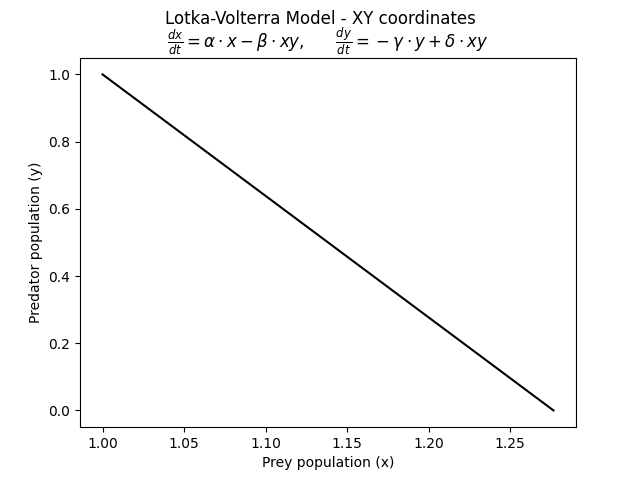 Lotka-Volterra Model - XY coordinates
dx/dt = α · x − β · xy,   dy/dt = − γ · y + δ · xy
1.0
0.8
0.6
0.4
0.2
0.0
Predator population (y)
1.00 1.05 1.10 1.15 1.20 1.25
Prey population (x)